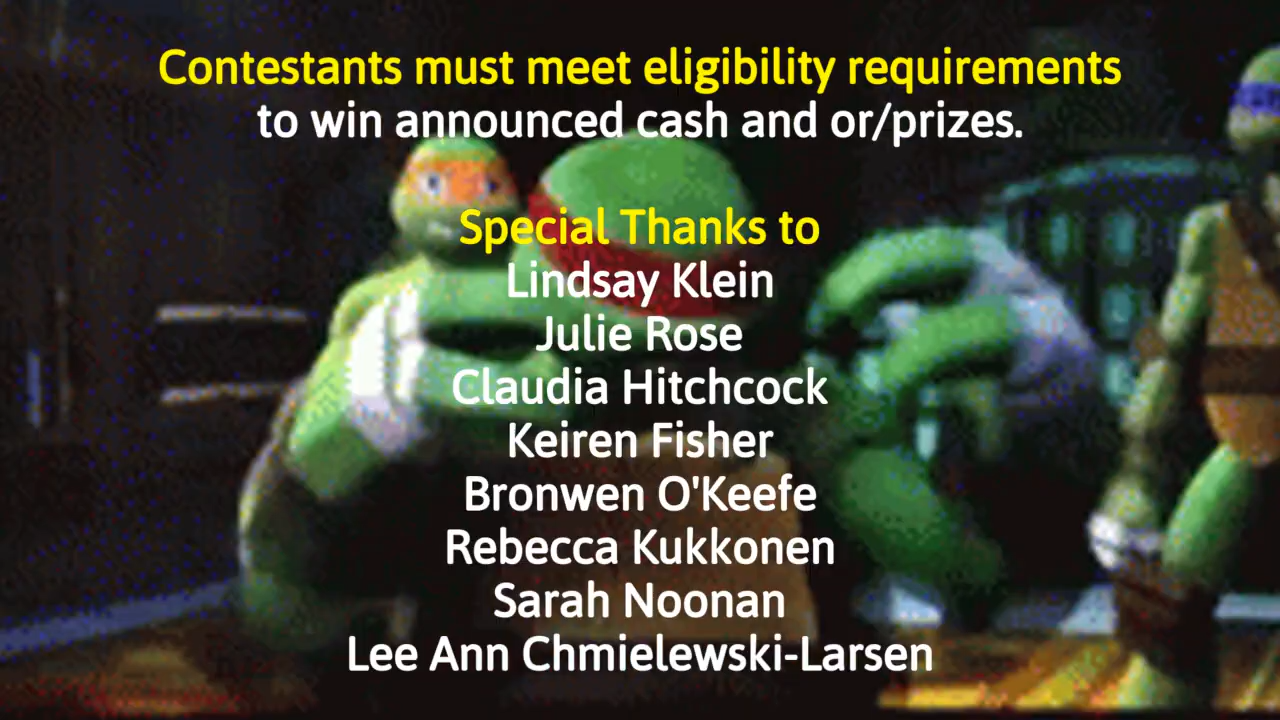 Contestants must meet eligibility requirements
to win announced cash and or/prizes.
Special Thanks to
Lindsay Klein
Julie Rose
Claudia Hitchcock
Keiren Fisher
Bronwen O'Keefe
Rebecca Kukkonen
Sarah Noonan
Lee Ann Chmielewski-Larsen